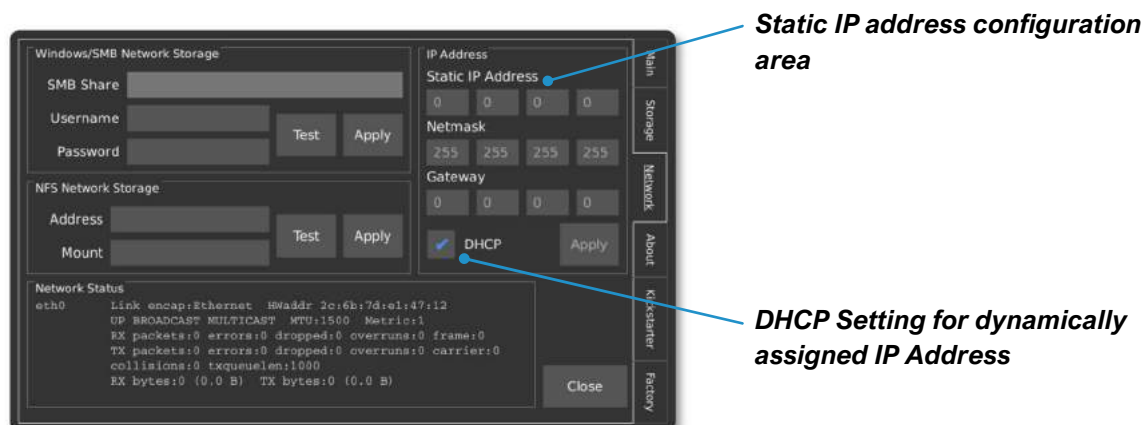 Static IP address configuration
area
Windows/SMB Network Storage
SMB Share
Username
Password
Test
Apply
NFS Network Storage
Address
Mount
Test
Apply
IP Address
Static IP Address
0 0 0 0
Netmask
255 255 255 255
Gateway
0 0 0 0
✔ DHCP
Apply
Main
Storage
Network
About
Kickstarter
Factory
Network Status
eth0 Link encap:Ethernet HWaddr 2c:6b:7d:e1:47:12
UP BROADCAST MULTICAST MTU:1500 Metric:1
RX packets:0 errors:0 dropped:0 overruns:0 frame:0
TX packets:0 errors:0 dropped:0 overruns:0 carrier:0
collisions:0 txqueuelen:1000
RX bytes:0 (0.0 B) TX bytes:0 (0.0 B)
Close
DHCP Setting for dynamically
assigned IP Address